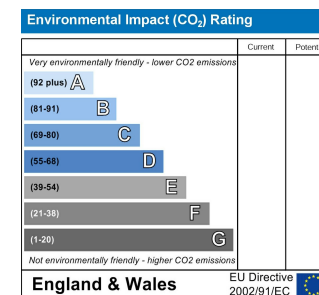 Environmental Impact (CO₂) Rating
Current Potent
Very environmentally friendly - lower CO2 emissions
(92 plus) A
(81-91) B
(69-80) C
(55-68) D
(39-54) E
(21-38) F
(1-20) G
Not environmentally friendly - higher CO2 emissions
England & Wales
EU Directive
2002/91/EC